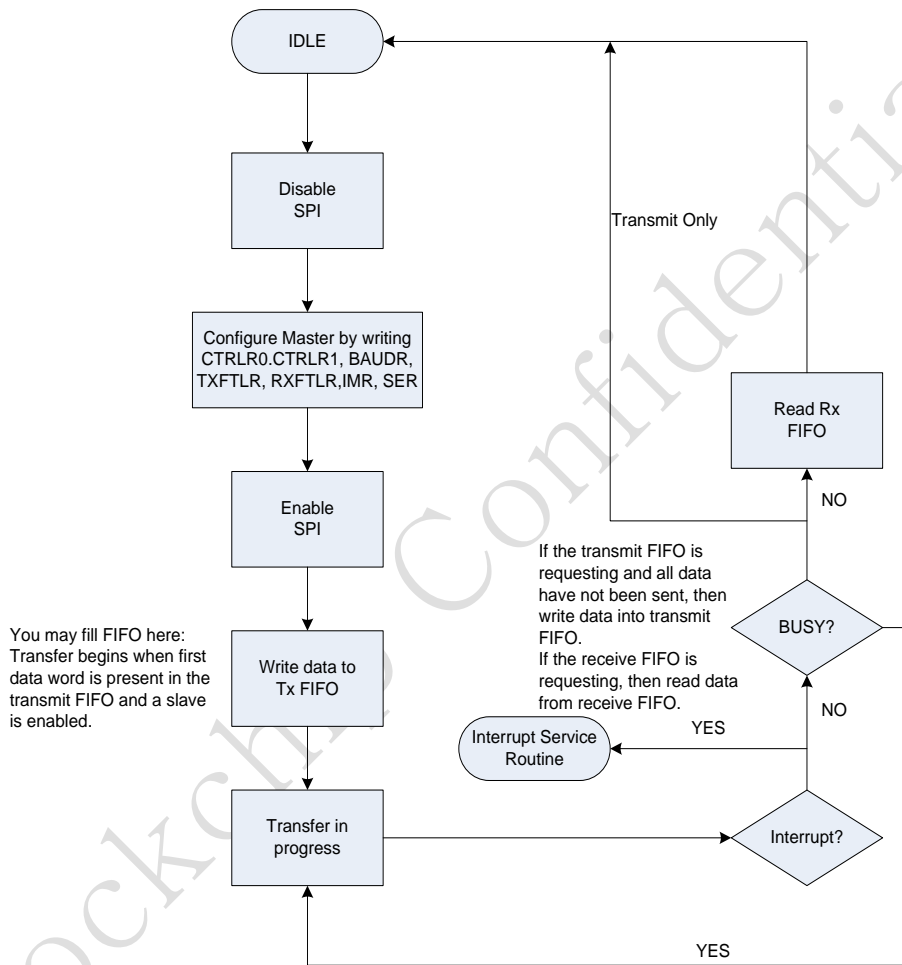 IDLE
Disable
SPI
Transmit Only
Configure Master by writing
CTRLR0.CTRLR1, BAUDR,
TXFTLR, RXFTLR,IMR, SER
Read Rx
FIFO
Enable
SPI
NO
If the transmit FIFO is
requesting and all data
have not been sent, then
write data into transmit
FIFO.
If the receive FIFO is
requesting, then read data
from receive FIFO.
BUSY?
You may fill FIFO here:
Transfer begins when first
data word is present in the
transmit FIFO and a slave
is enabled.
Write data to
Tx FIFO
NO
YES
Interrupt Service
Routine
Transfer in
progress
Interrupt?
YES
ockchip Confidentia